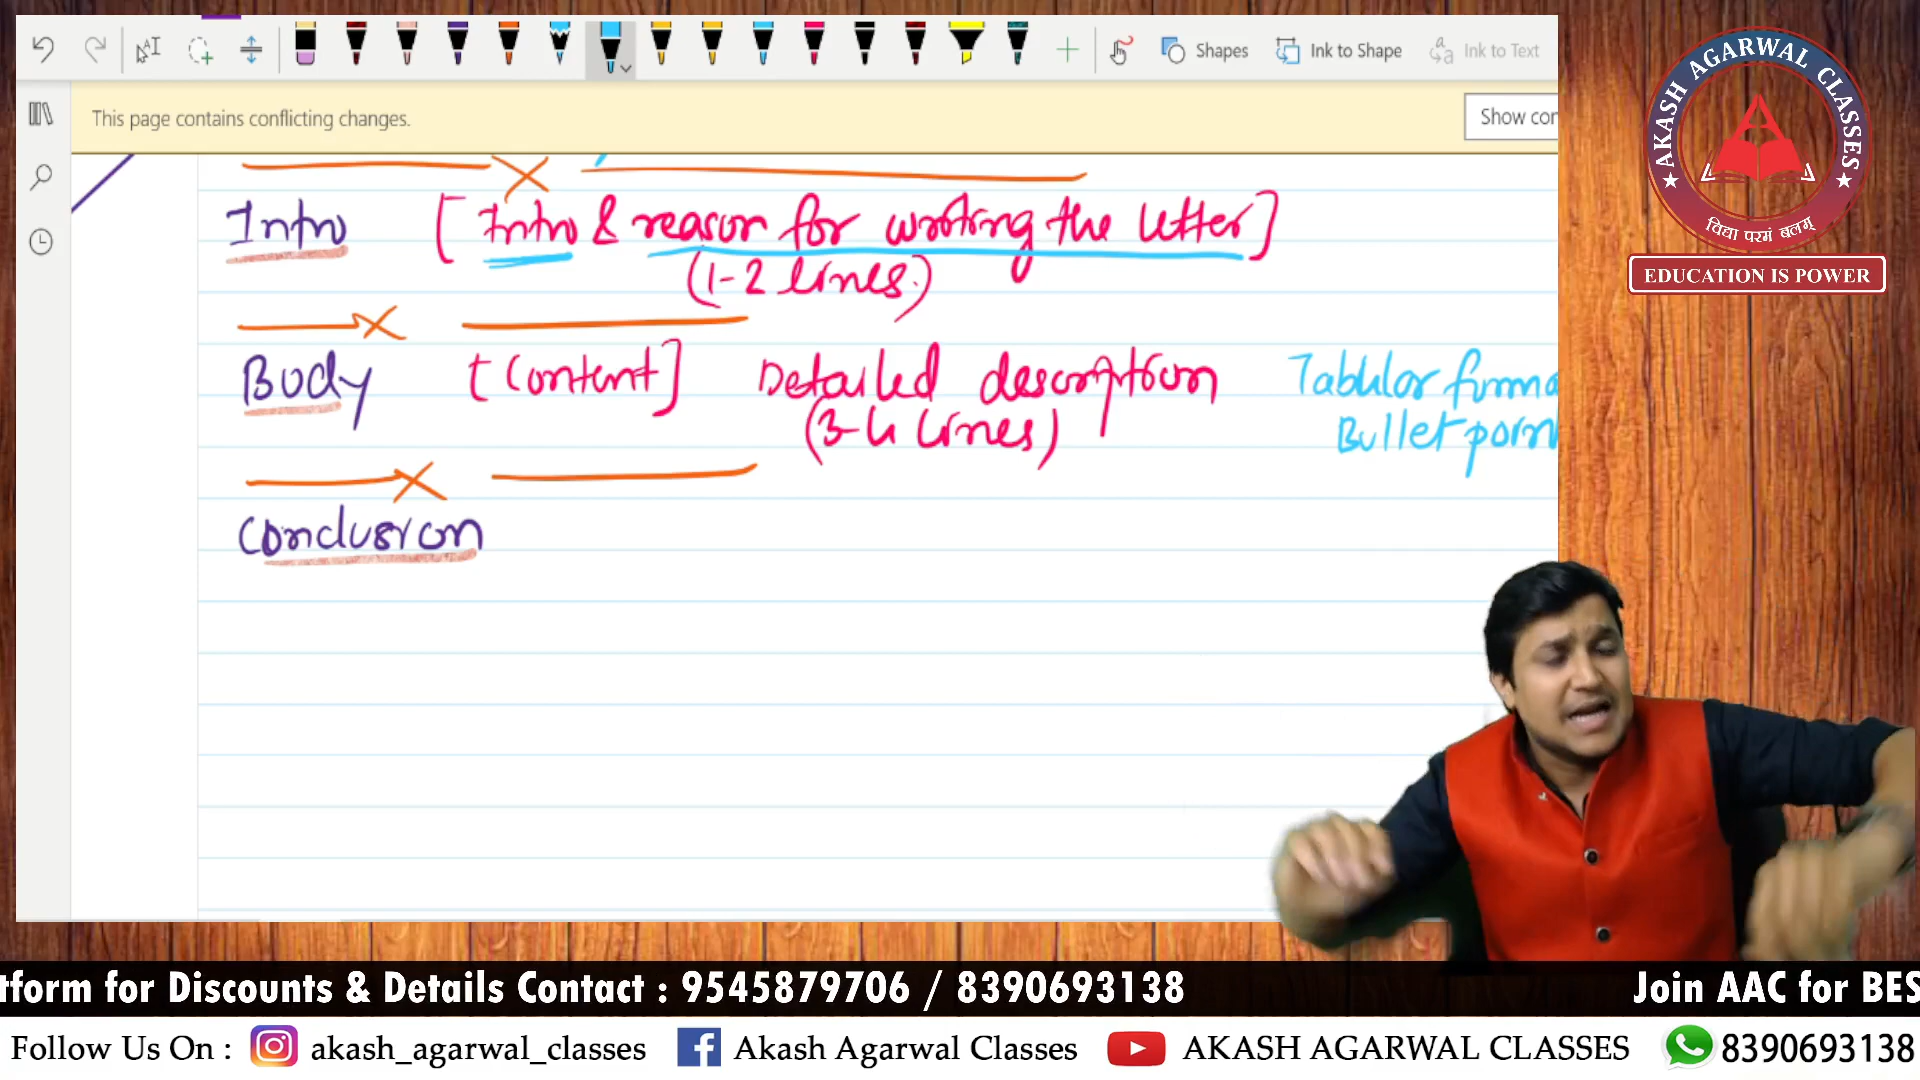 Shapes
Ink to Shape
Ink to Text
This page contains conflicting changes.
Show con
Intro [Intro & reason for writing the letter]
(1-2 lines.)
Body [Content] Detailed description Tabular forma
(3-4 lines) Bullet poin
Conclusion
AKASH AGARWAL CLASSES
विद्या परमं बलम्
EDUCATION IS POWER
tform for Discounts & Details Contact : 9545879706 / 8390693138 Join AAC for BES
Follow Us On : akash_agarwal_classes Akash Agarwal Classes AKASH AGARWAL CLASSES 8390693138